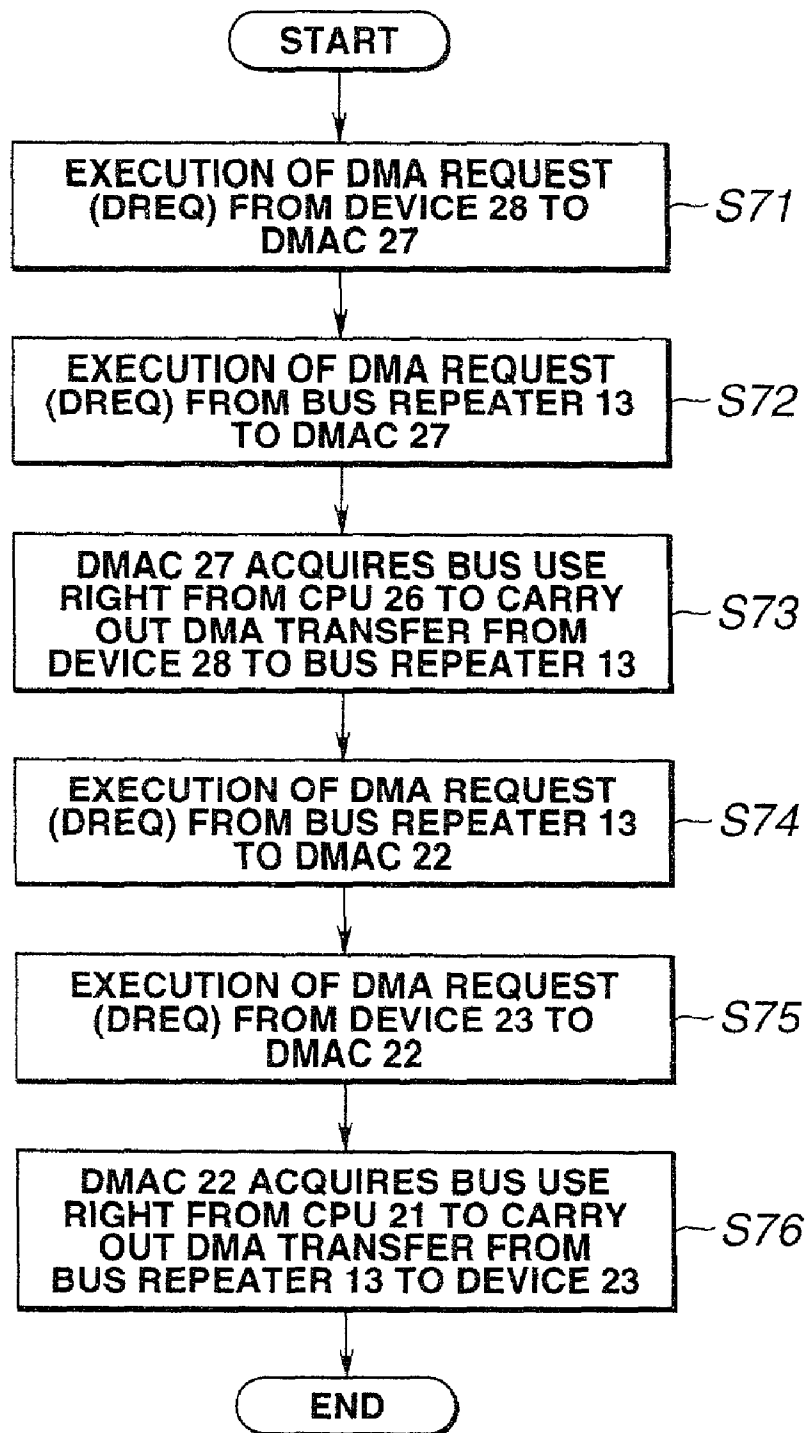 START
EXECUTION OF DMA REQUEST
(DREQ) FROM DEVICE 28 TO
DMAC 27
S71
EXECUTION OF DMA REQUEST
(DREQ) FROM BUS REPEATER 13
TO DMAC 27
S72
DMAC 27 ACQUIRES BUS USE
RIGHT FROM CPU 26 TO CARRY
OUT DMA TRANSFER FROM
DEVICE 28 TO BUS REPEATER 13
S73
EXECUTION OF DMA REQUEST
(DREQ) FROM BUS REPEATER 13
TO DMAC 22
S74
EXECUTION OF DMA REQUEST
(DREQ) FROM DEVICE 23 TO
DMAC 22
S75
DMAC 22 ACQUIRES BUS USE
RIGHT FROM CPU 21 TO CARRY
OUT DMA TRANSFER FROM
BUS REPEATER 13 TO DEVICE 23
S76
END